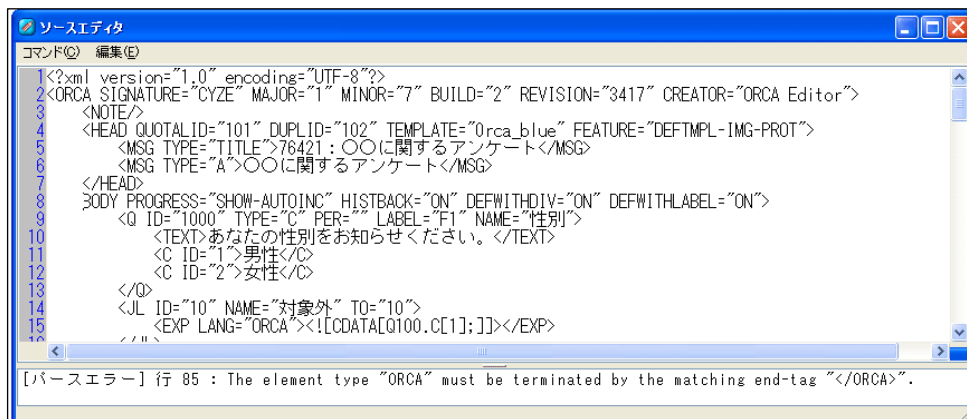 ソースエディタ
コマンド(C) 編集(E)
1<?xml version="1.0" encoding="UTF-8"?>
2<ORCA SIGNATURE="CYZE" MAJOR="1" MINOR="7" BUILD="2" REVISION="3417" CREATOR="ORCA Editor">
3 <NOTE/>
4 <HEAD QUOTALID="101" DUPLID="102" TEMPLATE="Orca_blue" FEATURE="DEFTMPL-IMG-PROT">
5 <MSG TYPE="TITLE">76421:〇〇に関するアンケート</MSG>
6 <MSG TYPE="A">〇〇に関するアンケート</MSG>
7 </HEAD>
8 BODY PROGRESS="SHOW-AUTOINC" HISTBACK="ON" DEFWITHDIV="ON" DEFWITHLABEL="ON">
9 <Q ID="1000" TYPE="C" PER="" LABEL="F1" NAME="性別">
10 <TEXT>あなたの性別をお知らせください。</TEXT>
11 <C ID="1">男性</C>
12 <C ID="2">女性</C>
13 </Q>
14 <JL ID="10" NAME="対象外" TO="10">
15 <EXP LANG="ORCA"><![CDATA[Q100.C[1];]]></EXP>
[パースエラー] 行 85 : The element type "ORCA" must be terminated by the matching end-tag "</ORCA>".